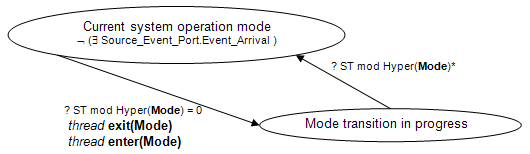 Current system operation mode
¬ (∃ Source_Event_Port.Event_Arrival )
? ST mod Hyper(Mode)*
? ST mod Hyper(Mode) = 0
thread exit(Mode)
thread enter(Mode)
Mode transition in progress